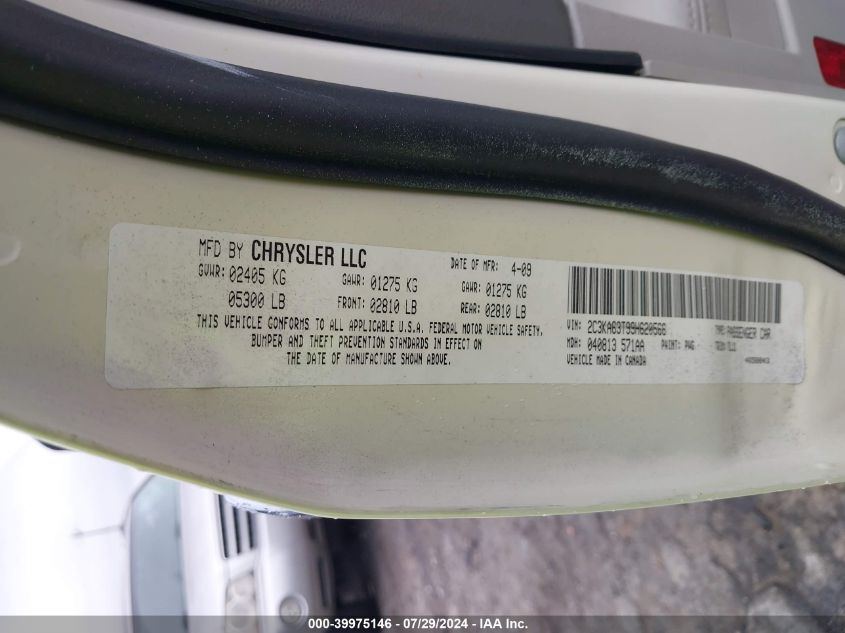 MFD BY CHRYSLER LLC
DATE OF MFR: 4-09
GVWR: 02405 KG
GAWR: 01275 KG
GAWR: 01275 KG
05300 LB
FRONT: 02810 LB
REAR: 02810 LB
THIS VEHICLE CONFORMS TO ALL APPLICABLE U.S.A. FEDERAL MOTOR VEHICLE SAFETY,
BUMPER AND THEFT PREVENTION STANDARDS IN EFFECT ON
THE DATE OF MANUFACTURE SHOWN ABOVE.
VIN: 2C3KA63T99H620566
TYPE: PASSENGER CAR
MDH: 040813 571AA
PAINT: PWG
VEHICLE MADE IN CANADA
000-39975146 - 07/29/2024 - IAA Inc.